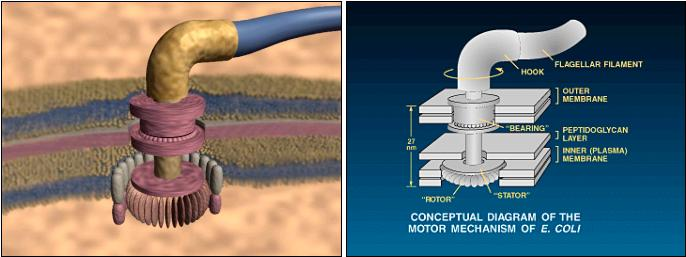 FLAGELLAR FILAMENT
HOOK
OUTER
MEMBRANE
"BEARING"
PEPTIDOGLYCAN
LAYER
27
nm
INNER (PLASMA)
MEMBRANE
"ROTOR"
"STATOR"
CONCEPTUAL DIAGRAM OF THE
MOTOR MECHANISM OF E. COLI